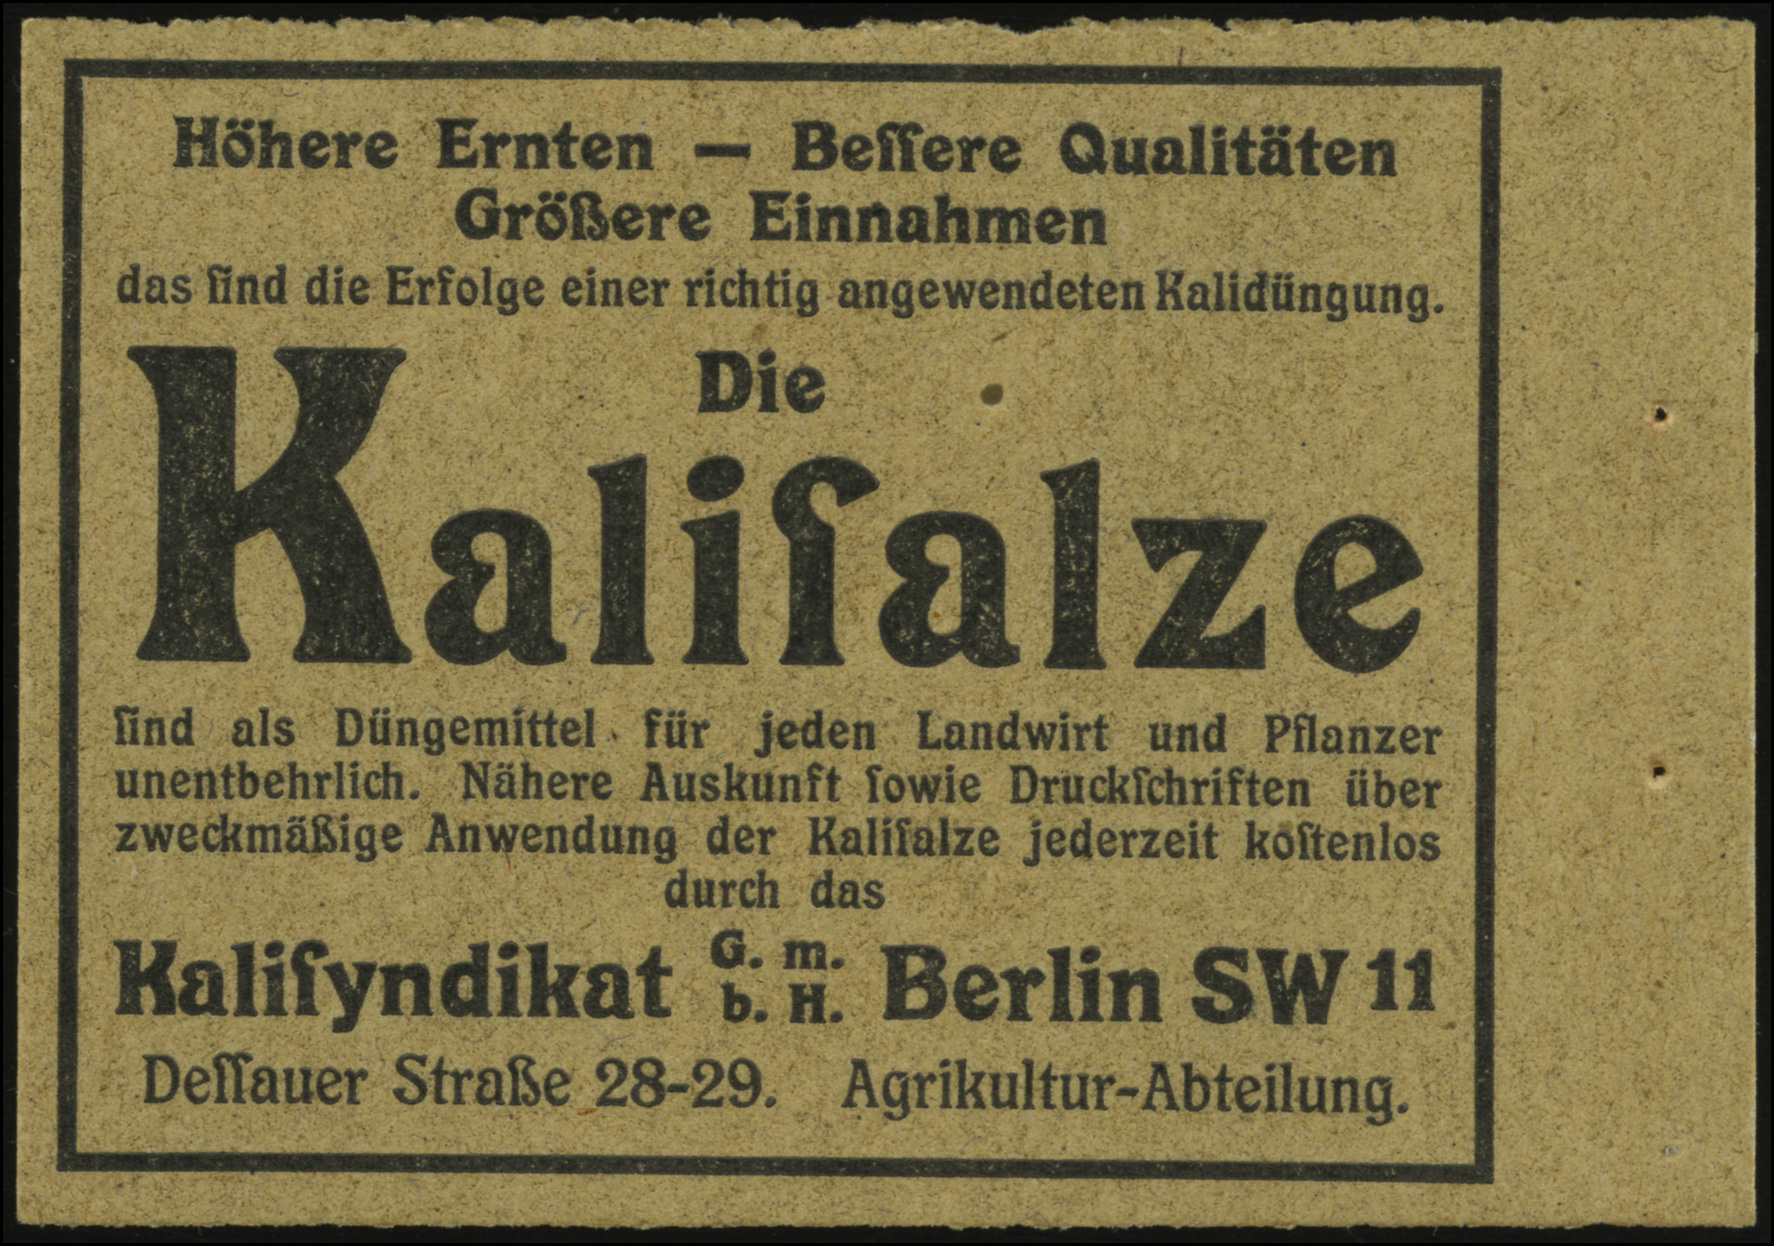 Höhere Ernten — Beſſere Qualitäten
Größere Einnahmen
das ſind die Erfolge einer richtig angewendeten Kalidüngung.
Die
Kaliſalze
ſind als Düngemittel für jeden Landwirt und Pflanzer
unentbehrlich. Nähere Auskunft ſowie Druckſchriften über
zweckmäßige Anwendung der Kaliſalze jederzeit koſtenlos
durch das
Kaliſyndikat G. m. b. H. Berlin SW 11
Deſſauer Straße 28-29. Agrikultur-Abteilung.